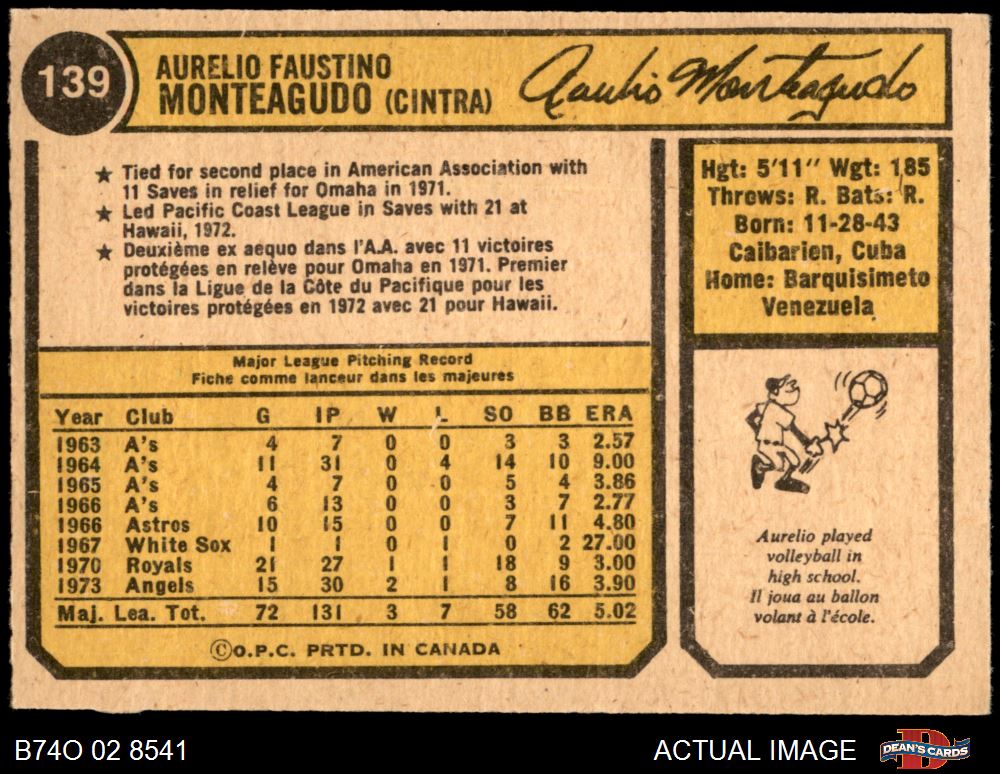 139
AURELIO FAUSTINO
MONTEAGUDO (CINTRA)
Aurelio Monteagudo
★ Tied for second place in American Association with
11 Saves in relief for Omaha in 1971.
★ Led Pacific Coast League in Saves with 21 at
Hawaii, 1972.
★ Deuxième ex aequo dans l'A.A. avec 11 victoires
protégées en relève pour Omaha en 1971. Premier
dans la Ligue de la Côte du Pacifique pour les
victoires protégées en 1972 avec 21 pour Hawaii.
Hgt: 5'11" Wgt: 185
Throws: R. Bats: R.
Born: 11-28-43
Caibarien, Cuba
Home: Barquisimeto
Venezuela
Major League Pitching Record
Fiche comme lanceur dans les majeures
Year Club G IP W L SO BB ERA
1963 A's 4 7 0 0 3 3 2.57
1964 A's 11 31 0 4 14 10 9.00
1965 A's 4 7 0 0 5 4 3.86
1966 A's 6 13 0 0 3 7 2.77
1966 Astros 10 15 0 0 7 11 4.80
1967 White Sox 1 1 0 1 0 2 27.00
1970 Royals 21 27 1 1 18 9 3.00
1973 Angels 15 30 2 1 8 16 3.90
Maj. Lea. Tot. 72 131 3 7 58 62 5.02
©O.P.C. PRTD. IN CANADA
Aurelio played
volleyball in
high school.
Il joua au ballon
volant à l'école.
B74O 02 8541
ACTUAL IMAGE
DEAN'S CARDS